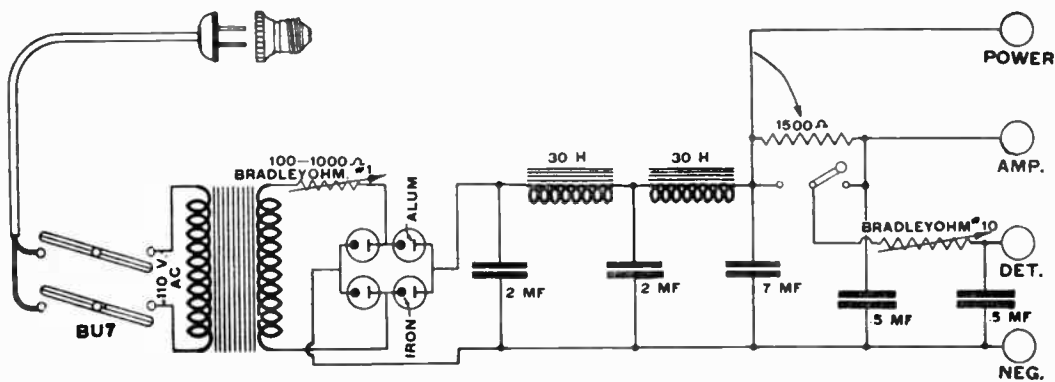 POWER
1500 Ω
AMP.
100-1000 Ω
BRADLEYOHM. #1
30 H
30 H
ALUM
BRADLEYOHM #10
110 V.
AC
DET.
2 MF
2 MF
7 MF
.5 MF
.5 MF
BU7
IRON
NEG.